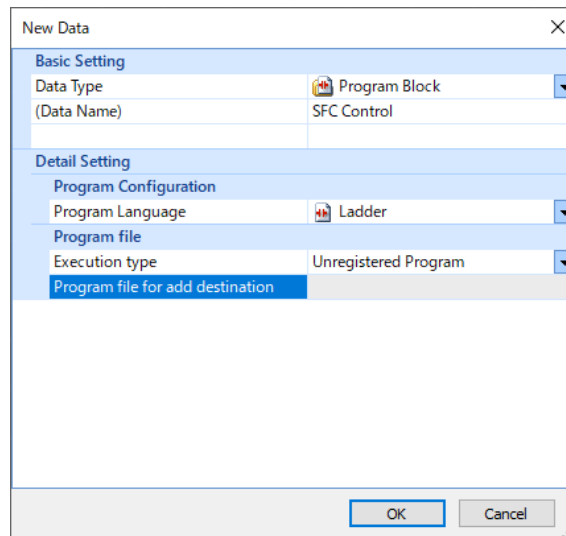 New Data
Basic Setting
Data Type Program Block
(Data Name) SFC Control
Detail Setting
Program Configuration
Program Language Ladder
Program file
Execution type Unregistered Program
Program file for add destination
OK Cancel